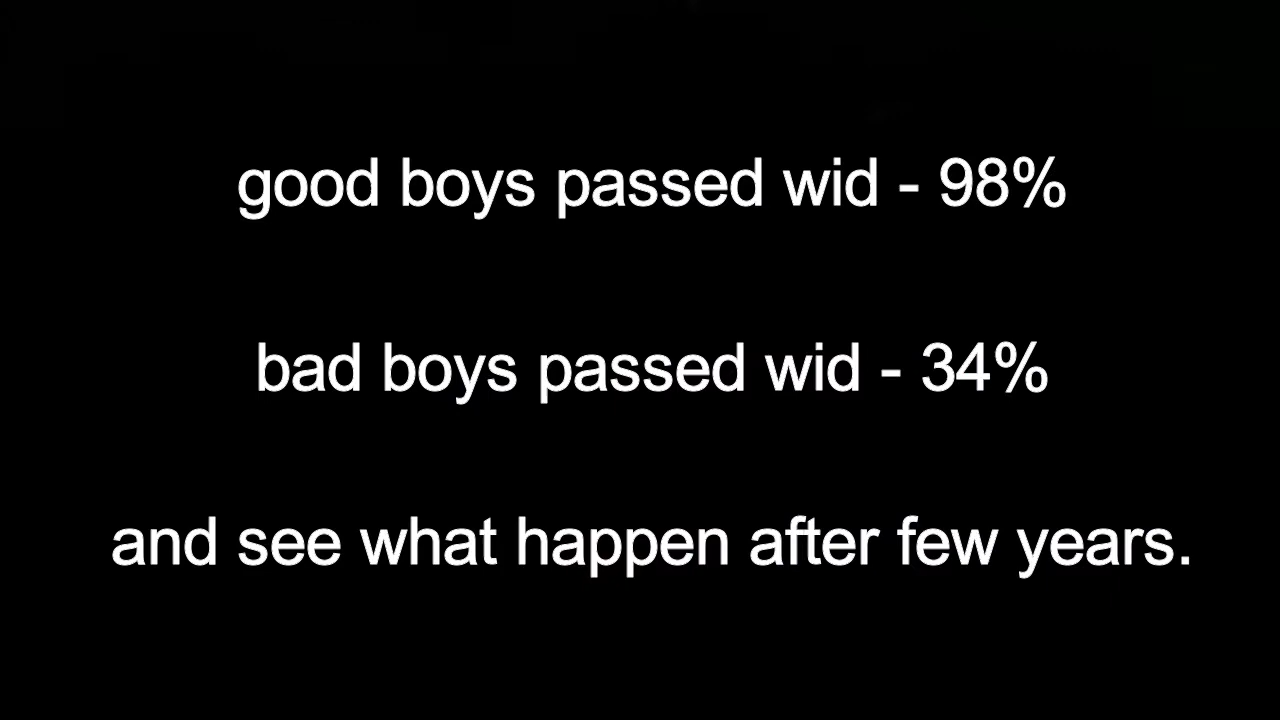 good boys passed wid - 98%
bad boys passed wid - 34%
and see what happen after few years.